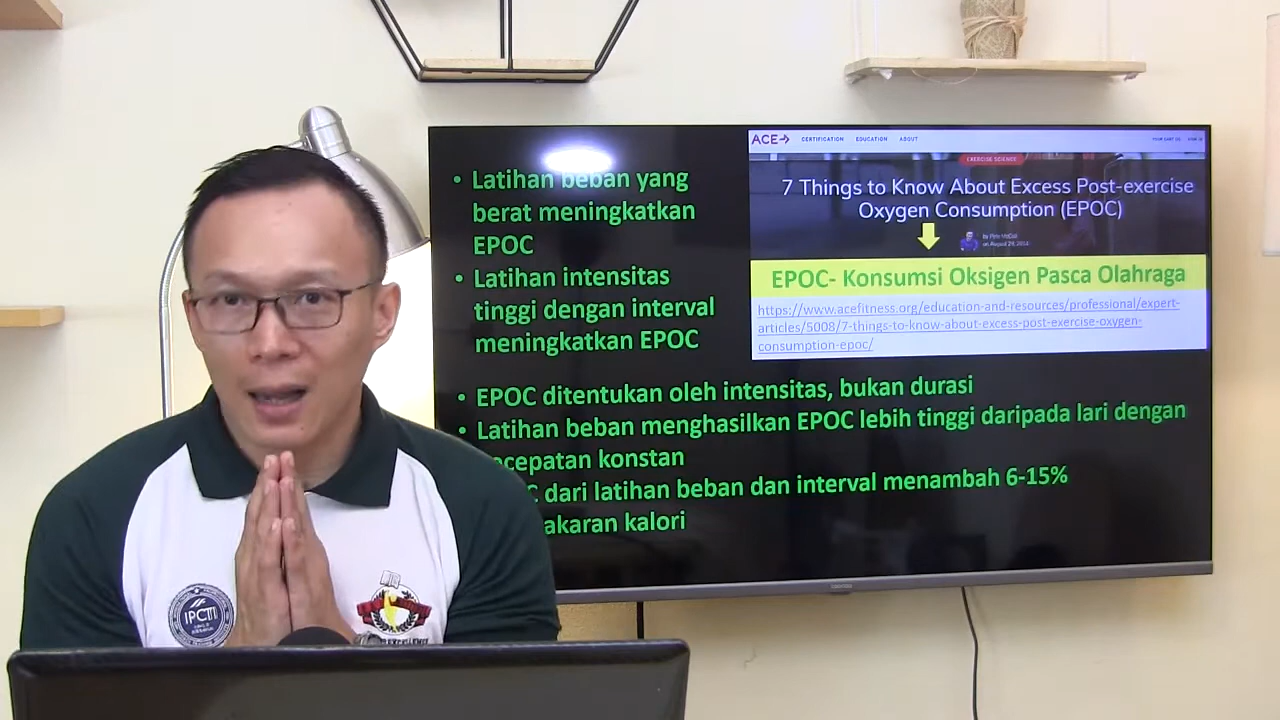 • Latihan beban yang
berat meningkatkan
EPOC
• Latihan intensitas
tinggi dengan interval
meningkatkan EPOC
ACE
CERTIFICATION EDUCATION ABOUT
EXERCISE SCIENCE
7 Things to Know About Excess Post-exercise
Oxygen Consumption (EPOC)
EPOC- Konsumsi Oksigen Pasca Olahraga
https://www.acefitness.org/education-and-resources/professional/expert-
articles/5008/7-things-to-know-about-excess-post-exercise-oxygen-
consumption-epoc/
• EPOC ditentukan oleh intensitas, bukan durasi
• Latihan beban menghasilkan EPOC lebih tinggi daripada lari dengan
ecepatan konstan
C dari latihan beban dan interval menambah 6-15%
akaran kalori
IPCTI